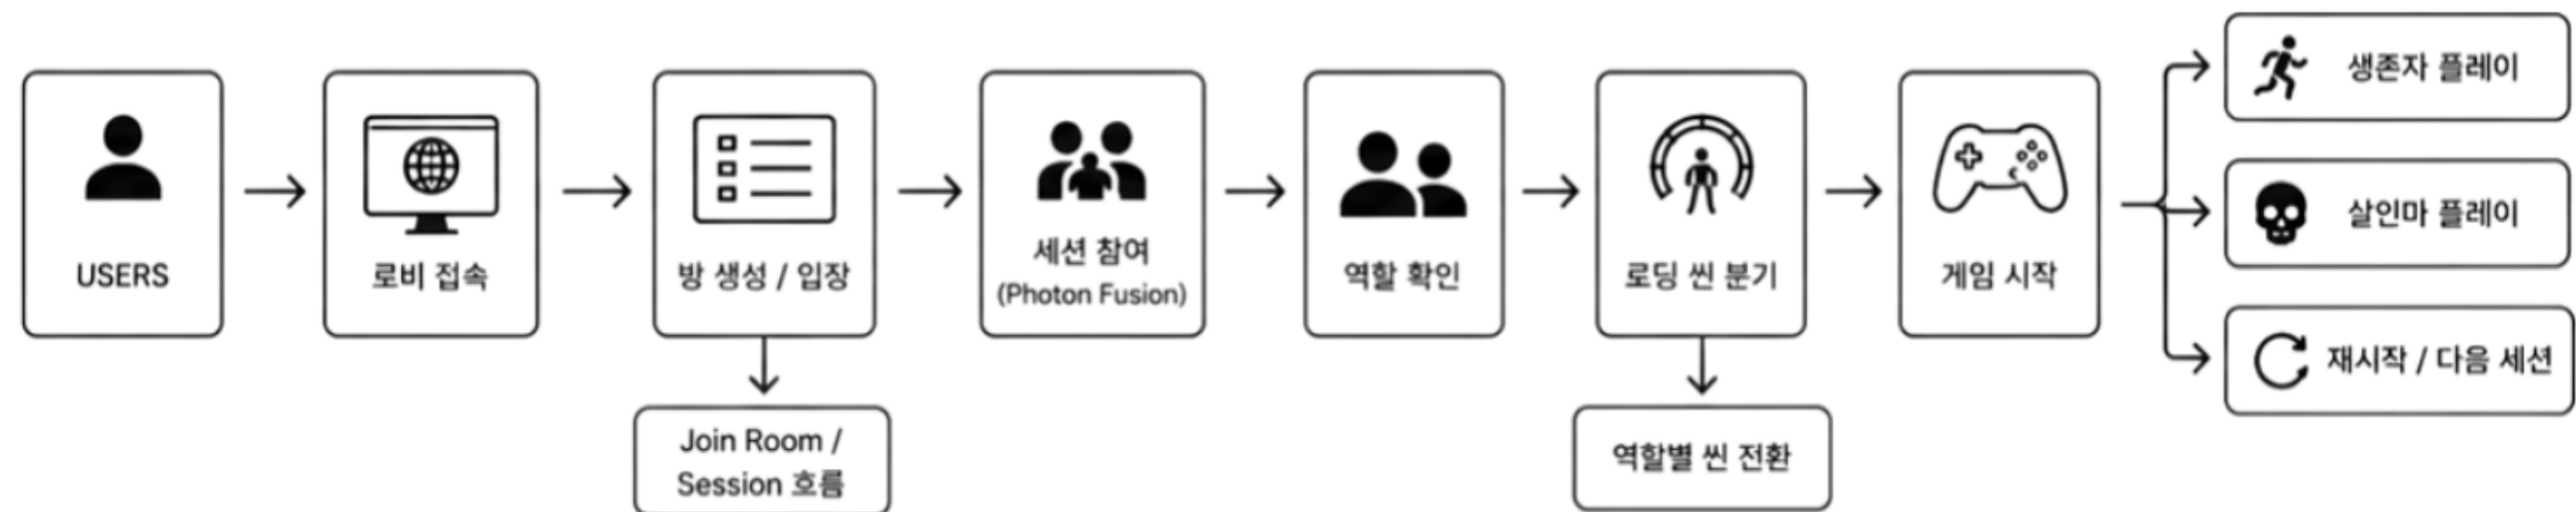 USERS
로비 접속
방 생성 / 입장
Join Room /
Session 흐름
세션 참여
(Photon Fusion)
역할 확인
로딩 씬 분기
역할별 씬 전환
게임 시작
생존자 플레이
살인마 플레이
재시작 / 다음 세션